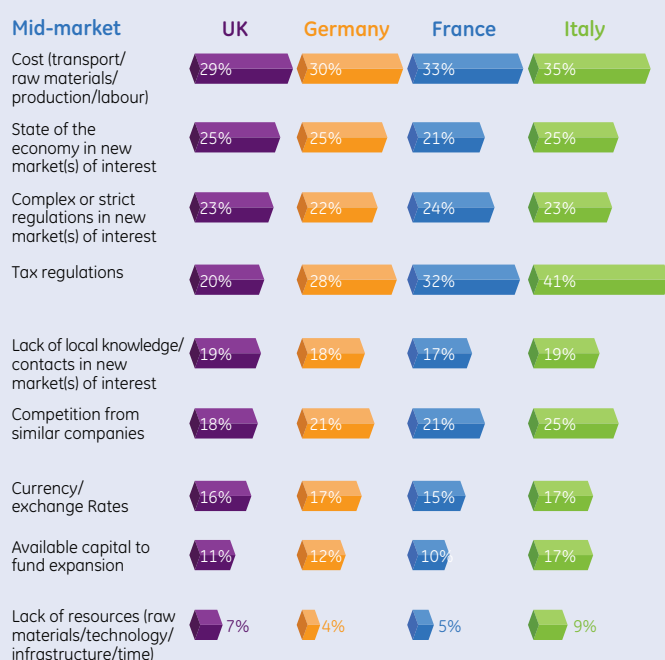 Mid-market UK Germany France Italy
Cost (transport/
raw materials/
production/labour)
29% 30% 33% 35%
State of the
economy in new
market(s) of interest
25% 25% 21% 25%
Complex or strict
regulations in new
market(s) of interest
23% 22% 24% 23%
Tax regulations
20% 28% 32% 41%
Lack of local knowledge/
contacts in new
market(s) of interest
19% 18% 17% 19%
Competition from
similar companies
18% 21% 21% 25%
Currency/
exchange Rates
16% 17% 15% 17%
Available capital to
fund expansion
11% 12% 10% 17%
Lack of resources (raw
materials/technology/
infrastructure/time)
7% 4% 5% 9%